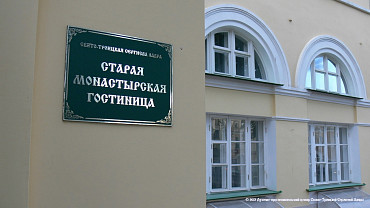 СВЯТО-ТРОИЦКАЯ СЕРГИЕВА ЛАВРА
СТАРАЯ
МОНАСТЫРСКАЯ
ГОСТИНИЦА